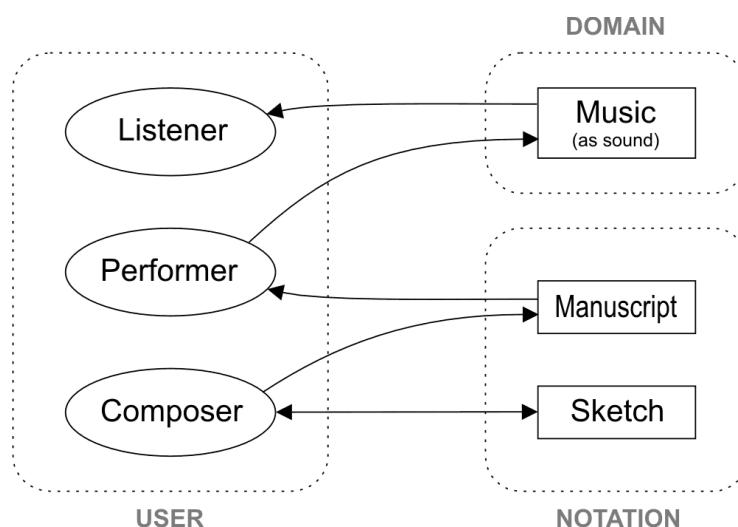 DOMAIN
Listener
Music
(as sound)
Performer
Manuscript
Composer
Sketch
USER
NOTATION